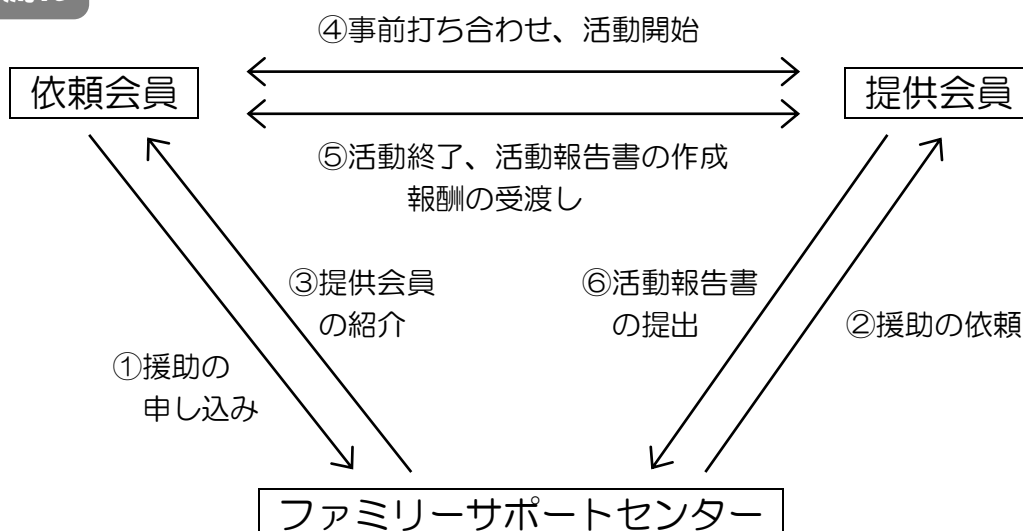 ④事前打ち合わせ、活動開始
依頼会員
提供会員
⑤活動終了、活動報告書の作成
報酬の受渡し
③提供会員
の紹介
⑥活動報告書
の提出
②援助の依頼
①援助の
申し込み
ファミリーサポートセンター